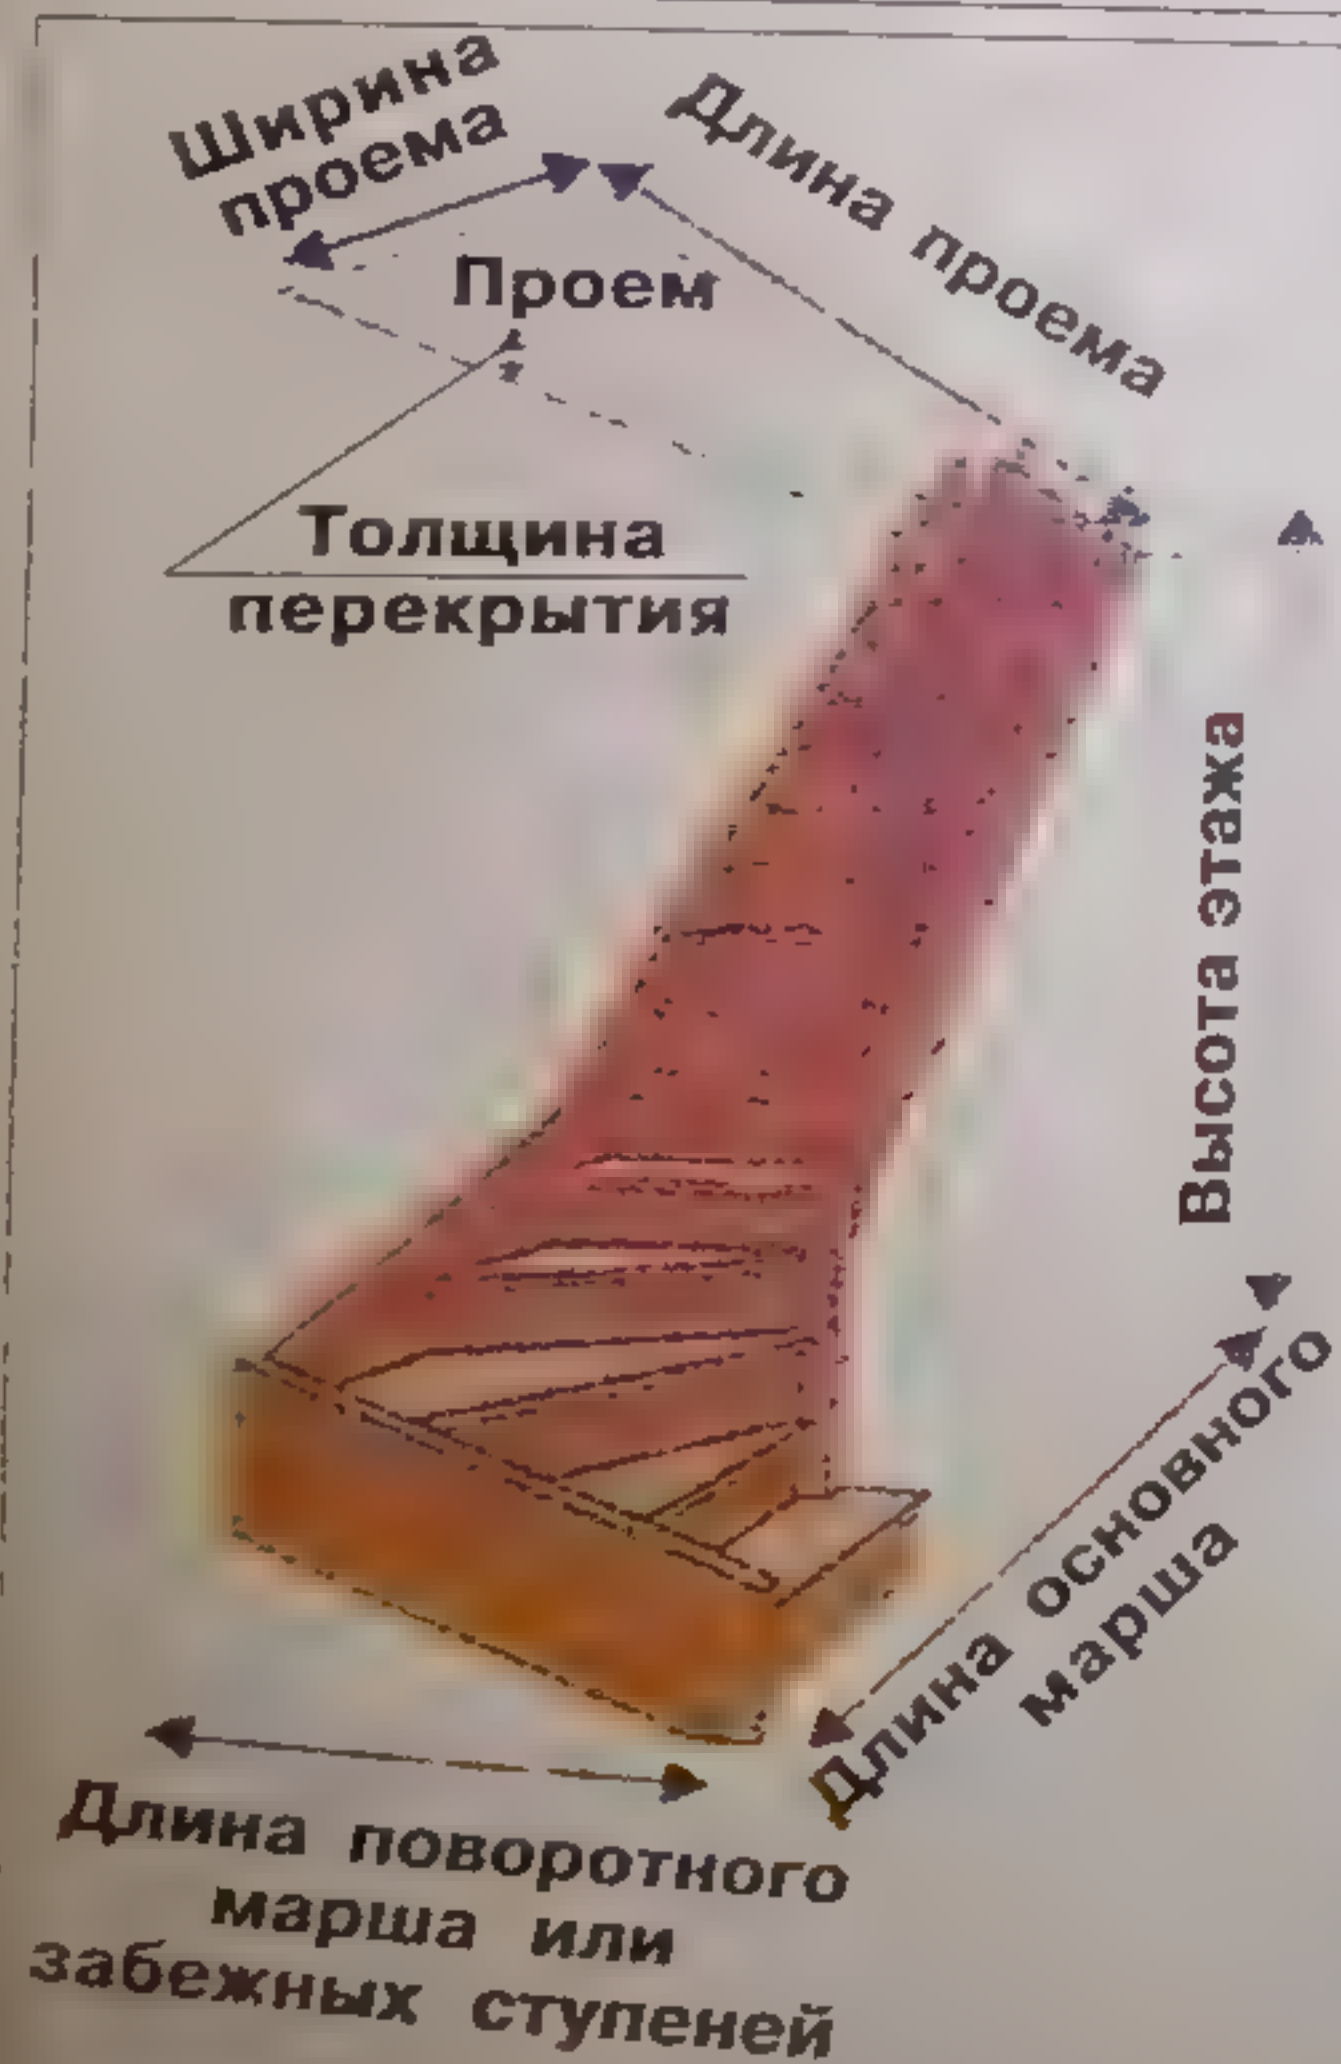 Ширина
проема
Длина проема
Проем
Толщина
перекрытия
Высота этажа
Длина основного
марша
Длина поворотного
марша или
забежных ступеней